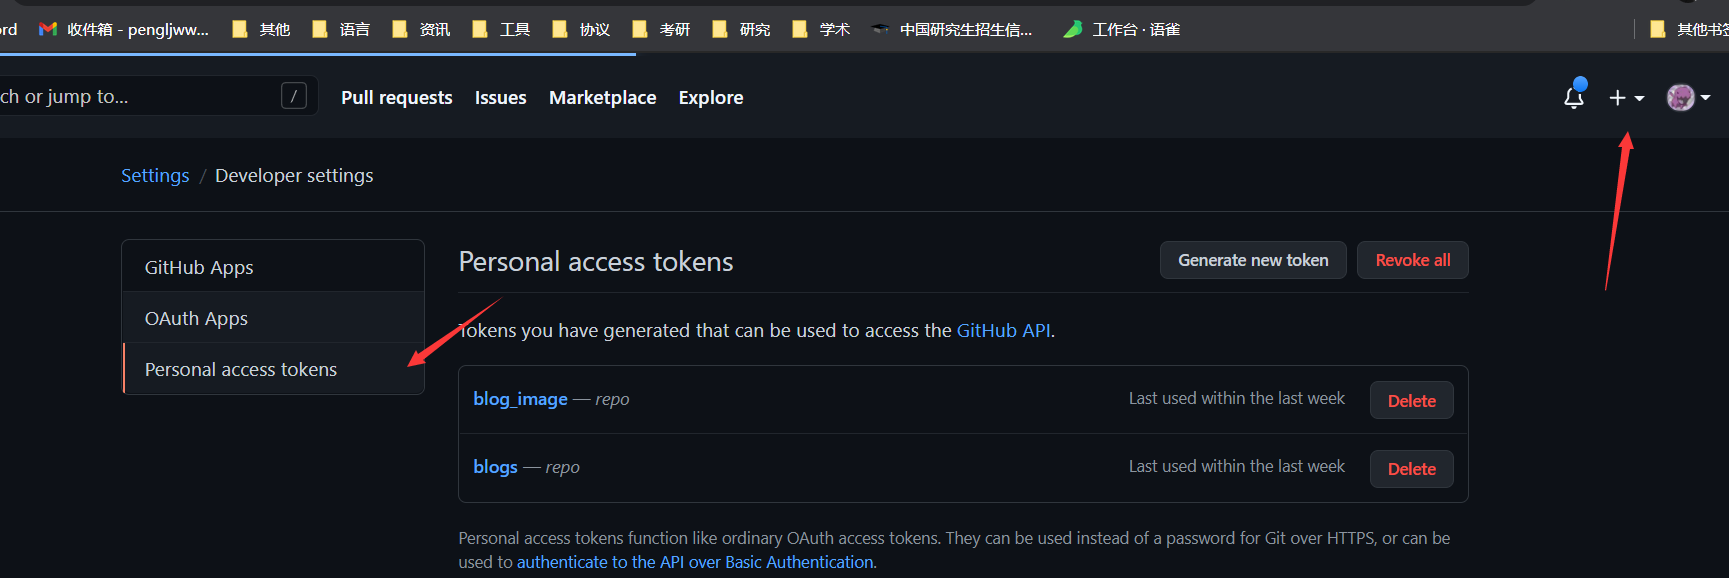 ord 收件箱 - pengljww... 其他 语言 资讯 工具 协议 考研 研究 学术 中国研究生招生信... 工作台 · 语雀 其他书签
ch or jump to... / Pull requests Issues Marketplace Explore
Settings / Developer settings
GitHub Apps
OAuth Apps
Personal access tokens
Personal access tokens
Generate new token
Revoke all
Tokens you have generated that can be used to access the GitHub API.
blog_image — repo Last used within the last week Delete
blogs — repo Last used within the last week Delete
Personal access tokens function like ordinary OAuth access tokens. They can be used instead of a password for Git over HTTPS, or can be
used to authenticate to the API over Basic Authentication.